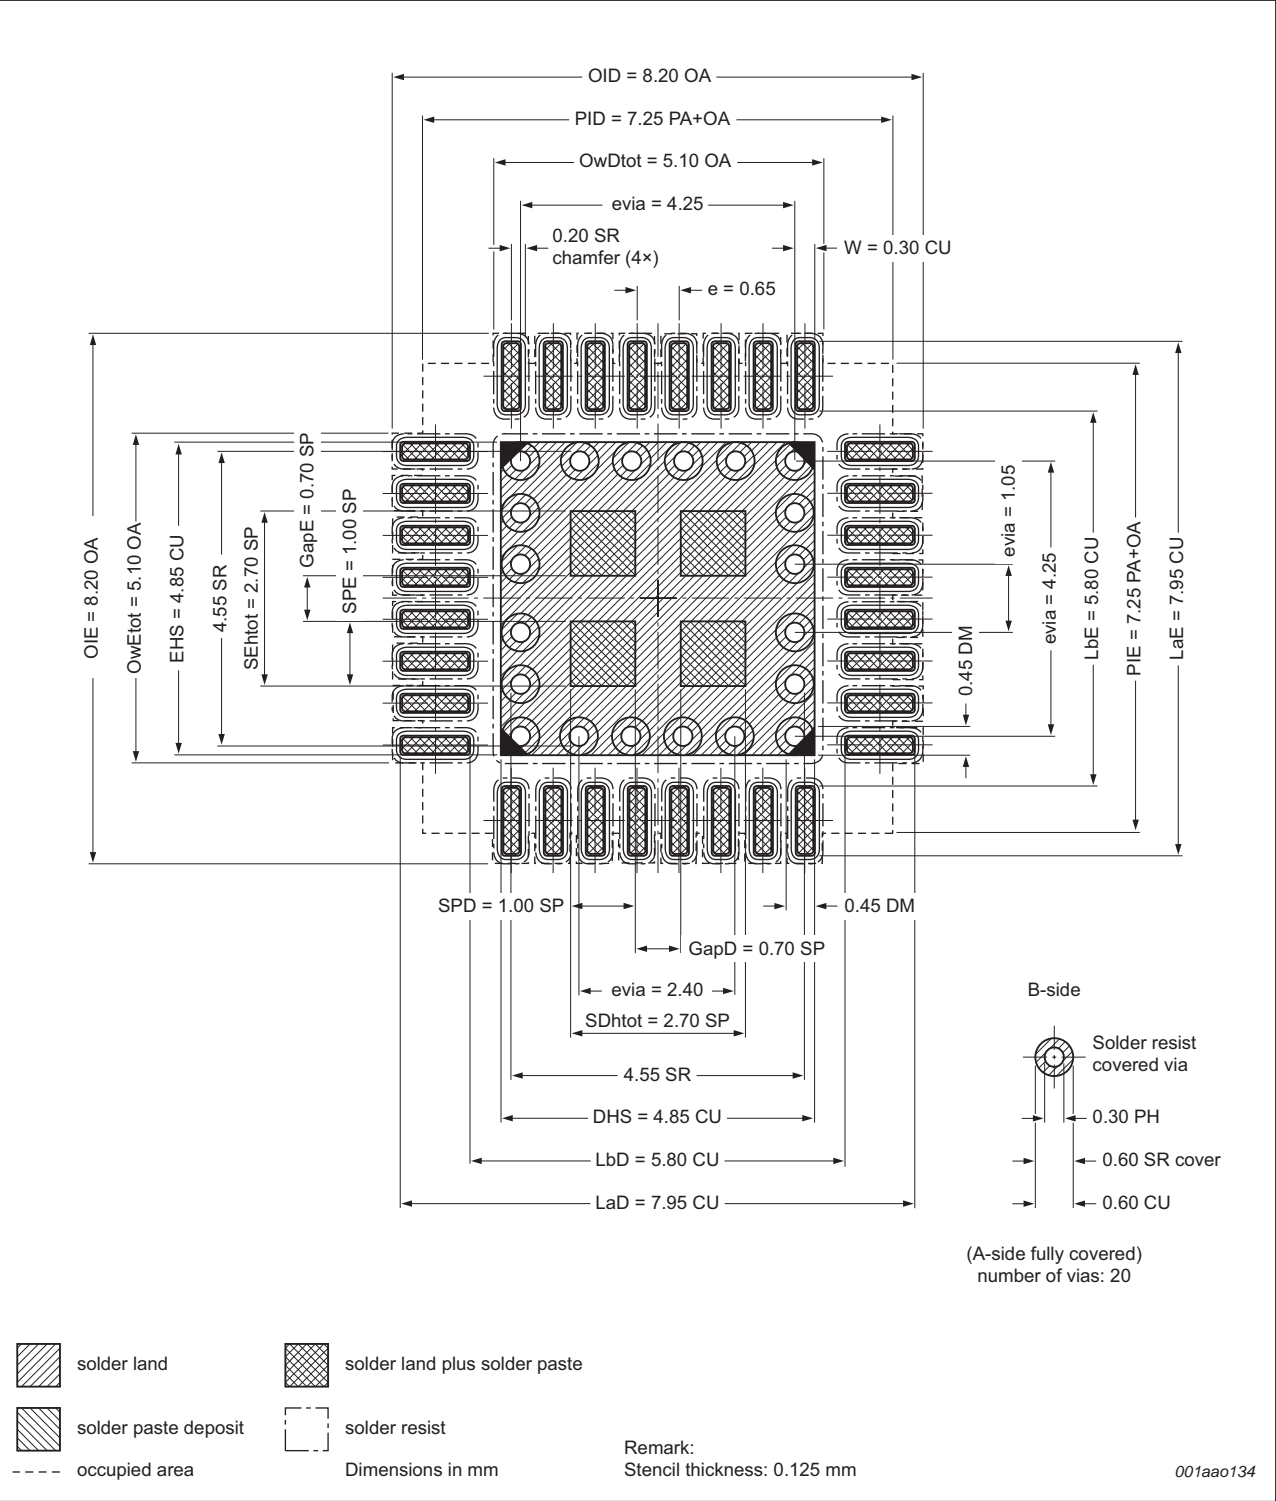 OID = 8.20 OA
PID = 7.25 PA+OA
OwDtot = 5.10 OA
evia = 4.25
0.20 SR
chamfer (4×)
W = 0.30 CU
e = 0.65
OIE = 8.20 OA
OwEtot = 5.10 OA
EHS = 4.85 CU
4.55 SR
SEhtot = 2.70 SP
GapE = 0.70 SP
SPE = 1.00 SP
0.45 DM
evia = 1.05
evia = 4.25
LbE = 5.80 CU
PIE = 7.25 PA+OA
LaE = 7.95 CU
SPD = 1.00 SP
0.45 DM
GapD = 0.70 SP
evia = 2.40
SDhtot = 2.70 SP
4.55 SR
DHS = 4.85 CU
LbD = 5.80 CU
LaD = 7.95 CU
B-side
Solder resist
covered via
0.30 PH
0.60 SR cover
0.60 CU
(A-side fully covered)
number of vias: 20
solder land
solder land plus solder paste
solder paste deposit
solder resist
occupied area
Dimensions in mm
Remark:
Stencil thickness: 0.125 mm
001aao134